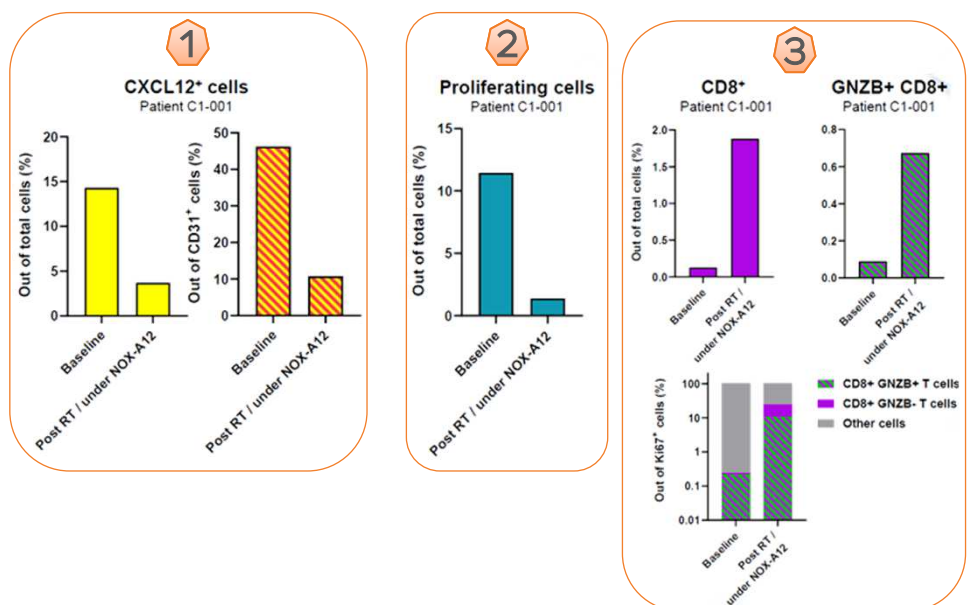 1
CXCL12⁺ cells
Patient C1-001
Out of total cells (%)
20
15
10
5
0
Baseline
Post RT / under NOX-A12
Out of CD31⁺ cells (%)
50
40
30
20
10
0
Baseline
Post RT / under NOX-A12
2
Proliferating cells
Patient C1-001
Out of total cells (%)
15
10
5
0
Baseline
Post RT / under NOX-A12
3
CD8⁺
Patient C1-001
Out of total cells (%)
2.0
1.5
1.0
0.5
0.0
Baseline
Post RT /
under NOX-A12
GNZB+ CD8+
Patient C1-001
Out of total cells (%)
0.8
0.6
0.4
0.2
0.0
Baseline
Post RT /
under NOX-A12
Out of Ki67⁺ cells (%)
100
10
1
0.1
0.01
Baseline
Post RT /
under NOX-A12
CD8+ GNZB+ T cells
CD8+ GNZB- T cells
Other cells